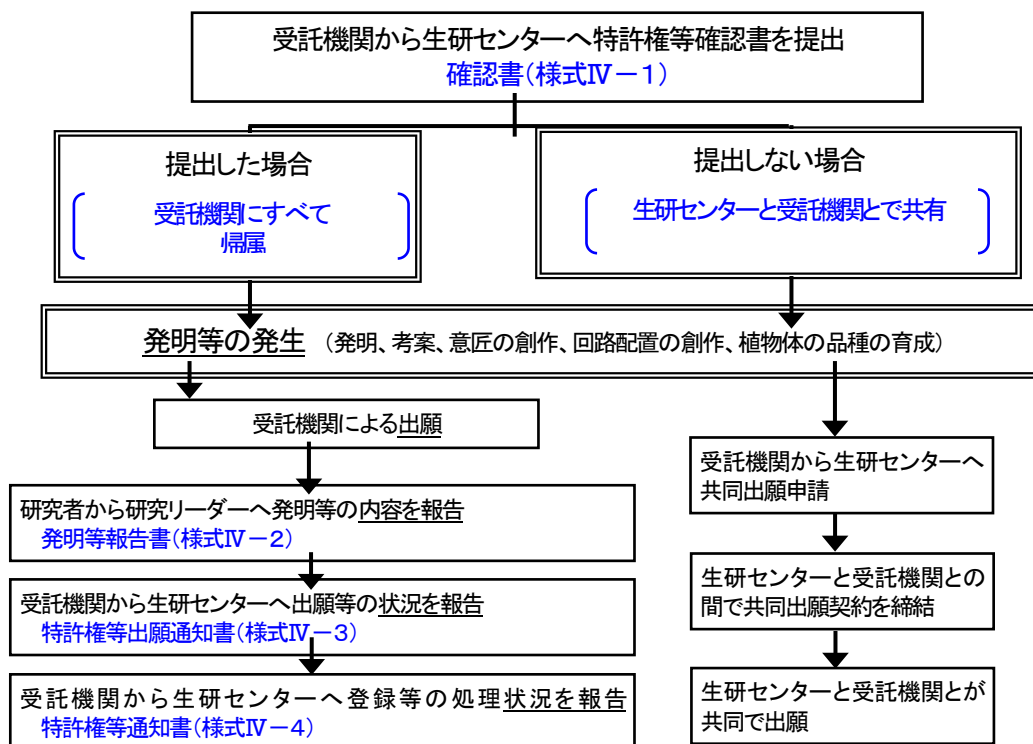 受託機関から生研センターへ特許権等確認書を提出
確認書(様式Ⅳ－1)
提出した場合
受託機関にすべて
帰属
提出しない場合
生研センターと受託機関とで共有
発明等の発生 (発明、考案、意匠の創作、回路配置の創作、植物体の品種の育成)
受託機関による出願
研究者から研究リーダーへ発明等の内容を報告
発明等報告書(様式Ⅳ－2)
受託機関から生研センターへ出願等の状況を報告
特許権等出願通知書(様式Ⅳ－3)
受託機関から生研センターへ登録等の処理状況を報告
特許権等通知書(様式Ⅳ－4)
受託機関から生研センターへ
共同出願申請
生研センターと受託機関との
間で共同出願契約を締結
生研センターと受託機関とが
共同で出願